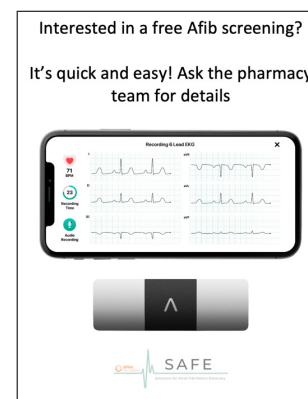 Interested in a free Afib screening?
It's quick and easy! Ask the pharmacy
team for details
Recording 6 Lead EKG
×
I
aVR
71
BPM
II
aVL
23
Recording
Time
III
aVF
Audio
Recording
SAFE